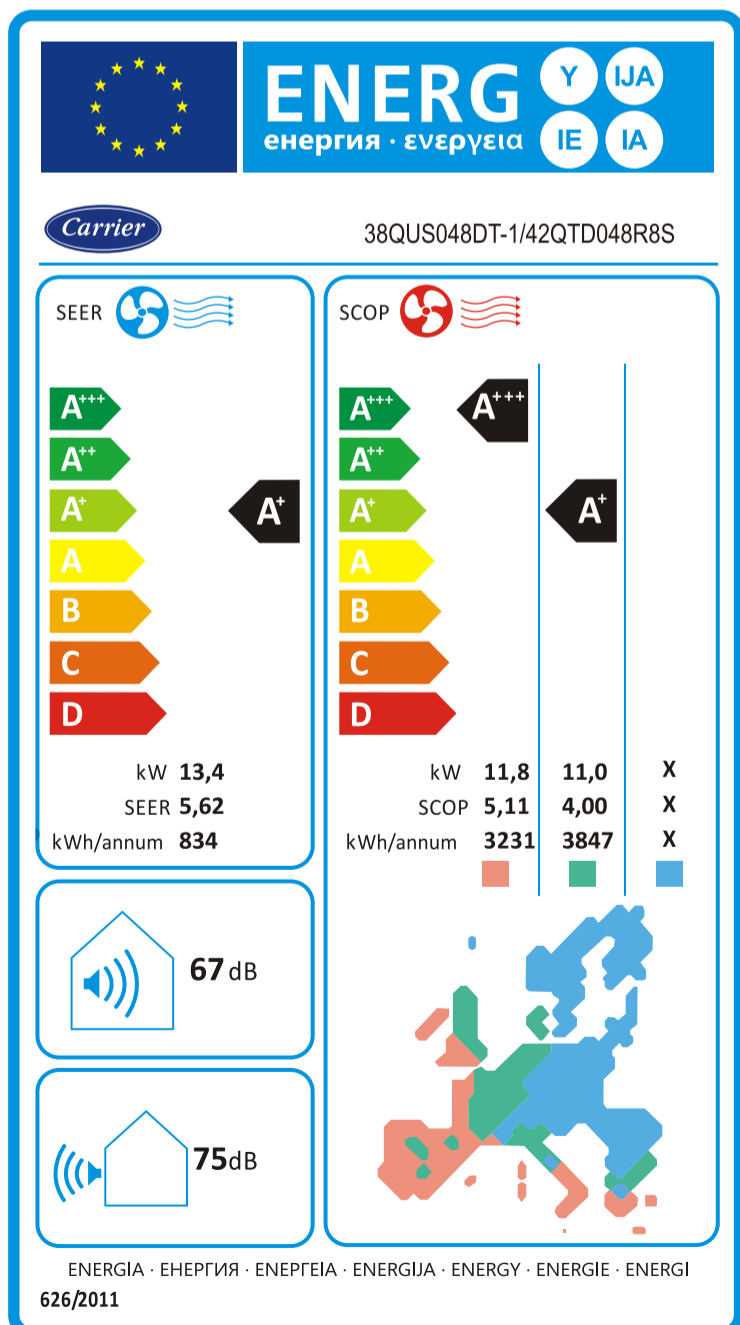 ENERG
енергия · ενεργεια
Y IJA
IE IA
Carrier
38QUS048DT-1/42QTD048R8S
SEER
A+++
A++
A+
A
B
C
D
A+
kW 13,4
SEER 5,62
kWh/annum 834
SCOP
A+++
A++
A+
A
B
C
D
A+++
A+
kW 11,8 11,0 X
SCOP 5,11 4,00 X
kWh/annum 3231 3847 X
67 dB
75 dB
ENERGIA · ЕНЕРГИЯ · ΕΝΕΡΓΕΙΑ · ENERGIJA · ENERGY · ENERGIE · ENERGI
626/2011